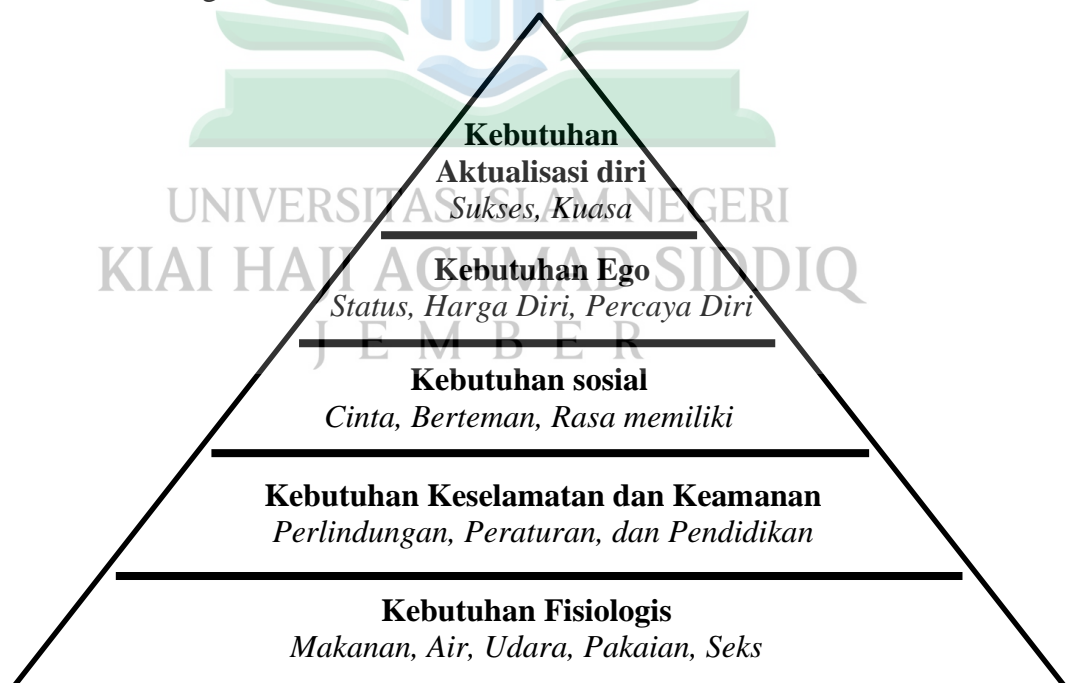 Kebutuhan
Aktualisasi diri
UNIVERSITAS ISLAM NEGERI
Sukses, Kuasa
KIAI HAJI ACHMAD SIDDIQ
Kebutuhan Ego
Status, Harga Diri, Percaya Diri
JEMBER
Kebutuhan sosial
Cinta, Berteman, Rasa memiliki
Kebutuhan Keselamatan dan Keamanan
Perlindungan, Peraturan, dan Pendidikan
Kebutuhan Fisiologis
Makanan, Air, Udara, Pakaian, Seks